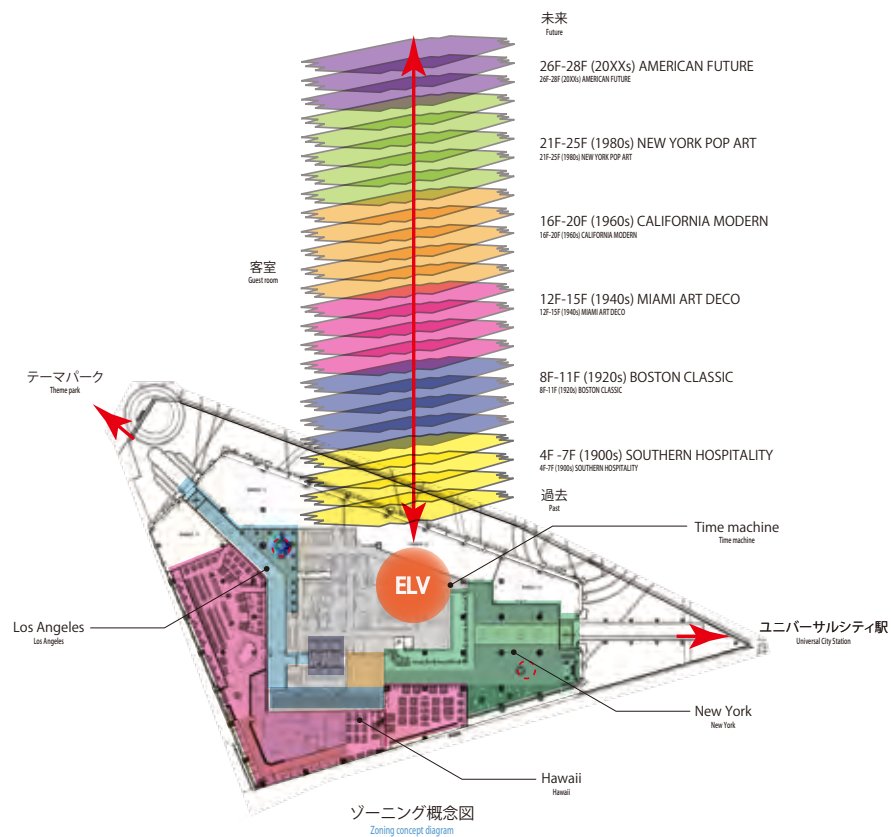 未来
Future
26F-28F (20XXs) AMERICAN FUTURE
26F-28F (20XXs) AMERICAN FUTURE
21F-25F (1980s) NEW YORK POP ART
21F-25F (1980s) NEW YORK POP ART
16F-20F (1960s) CALIFORNIA MODERN
16F-20F (1960s) CALIFORNIA MODERN
客室
Guest room
12F-15F (1940s) MIAMI ART DECO
12F-15F (1940s) MIAMI ART DECO
テーマパーク
Theme park
8F-11F (1920s) BOSTON CLASSIC
8F-11F (1920s) BOSTON CLASSIC
4F -7F (1900s) SOUTHERN HOSPITALITY
4F-7F (1900s) SOUTHERN HOSPITALITY
過去
Past
Time machine
Time machine
ELV
Los Angeles
Los Angeles
ユニバーサルシティ駅
Universal City Station
New York
New York
Hawaii
Hawaii
ゾーニング概念図
Zoning concept diagram